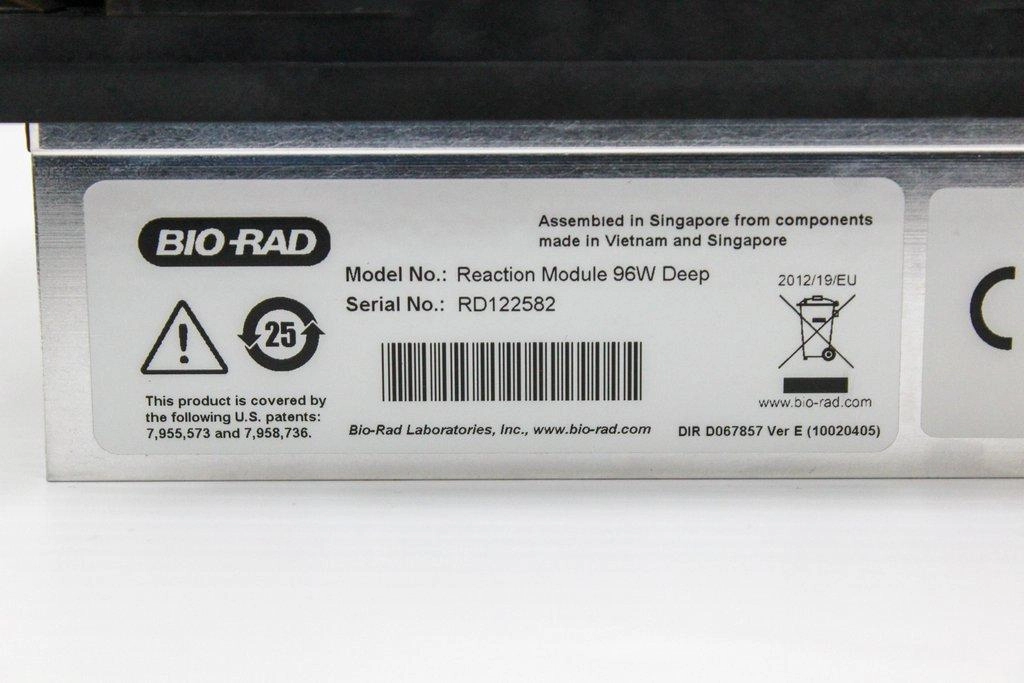 BIO-RAD
Assembled in Singapore from components
made in Vietnam and Singapore
Model No.: Reaction Module 96W Deep
Serial No.: RD122582
2012/19/EU
25
www.bio-rad.com
This product is covered by
the following U.S. patents:
7,955,573 and 7,958,736.
Bio-Rad Laboratories, Inc., www.bio-rad.com
DIR D067857 Ver E (10020405)